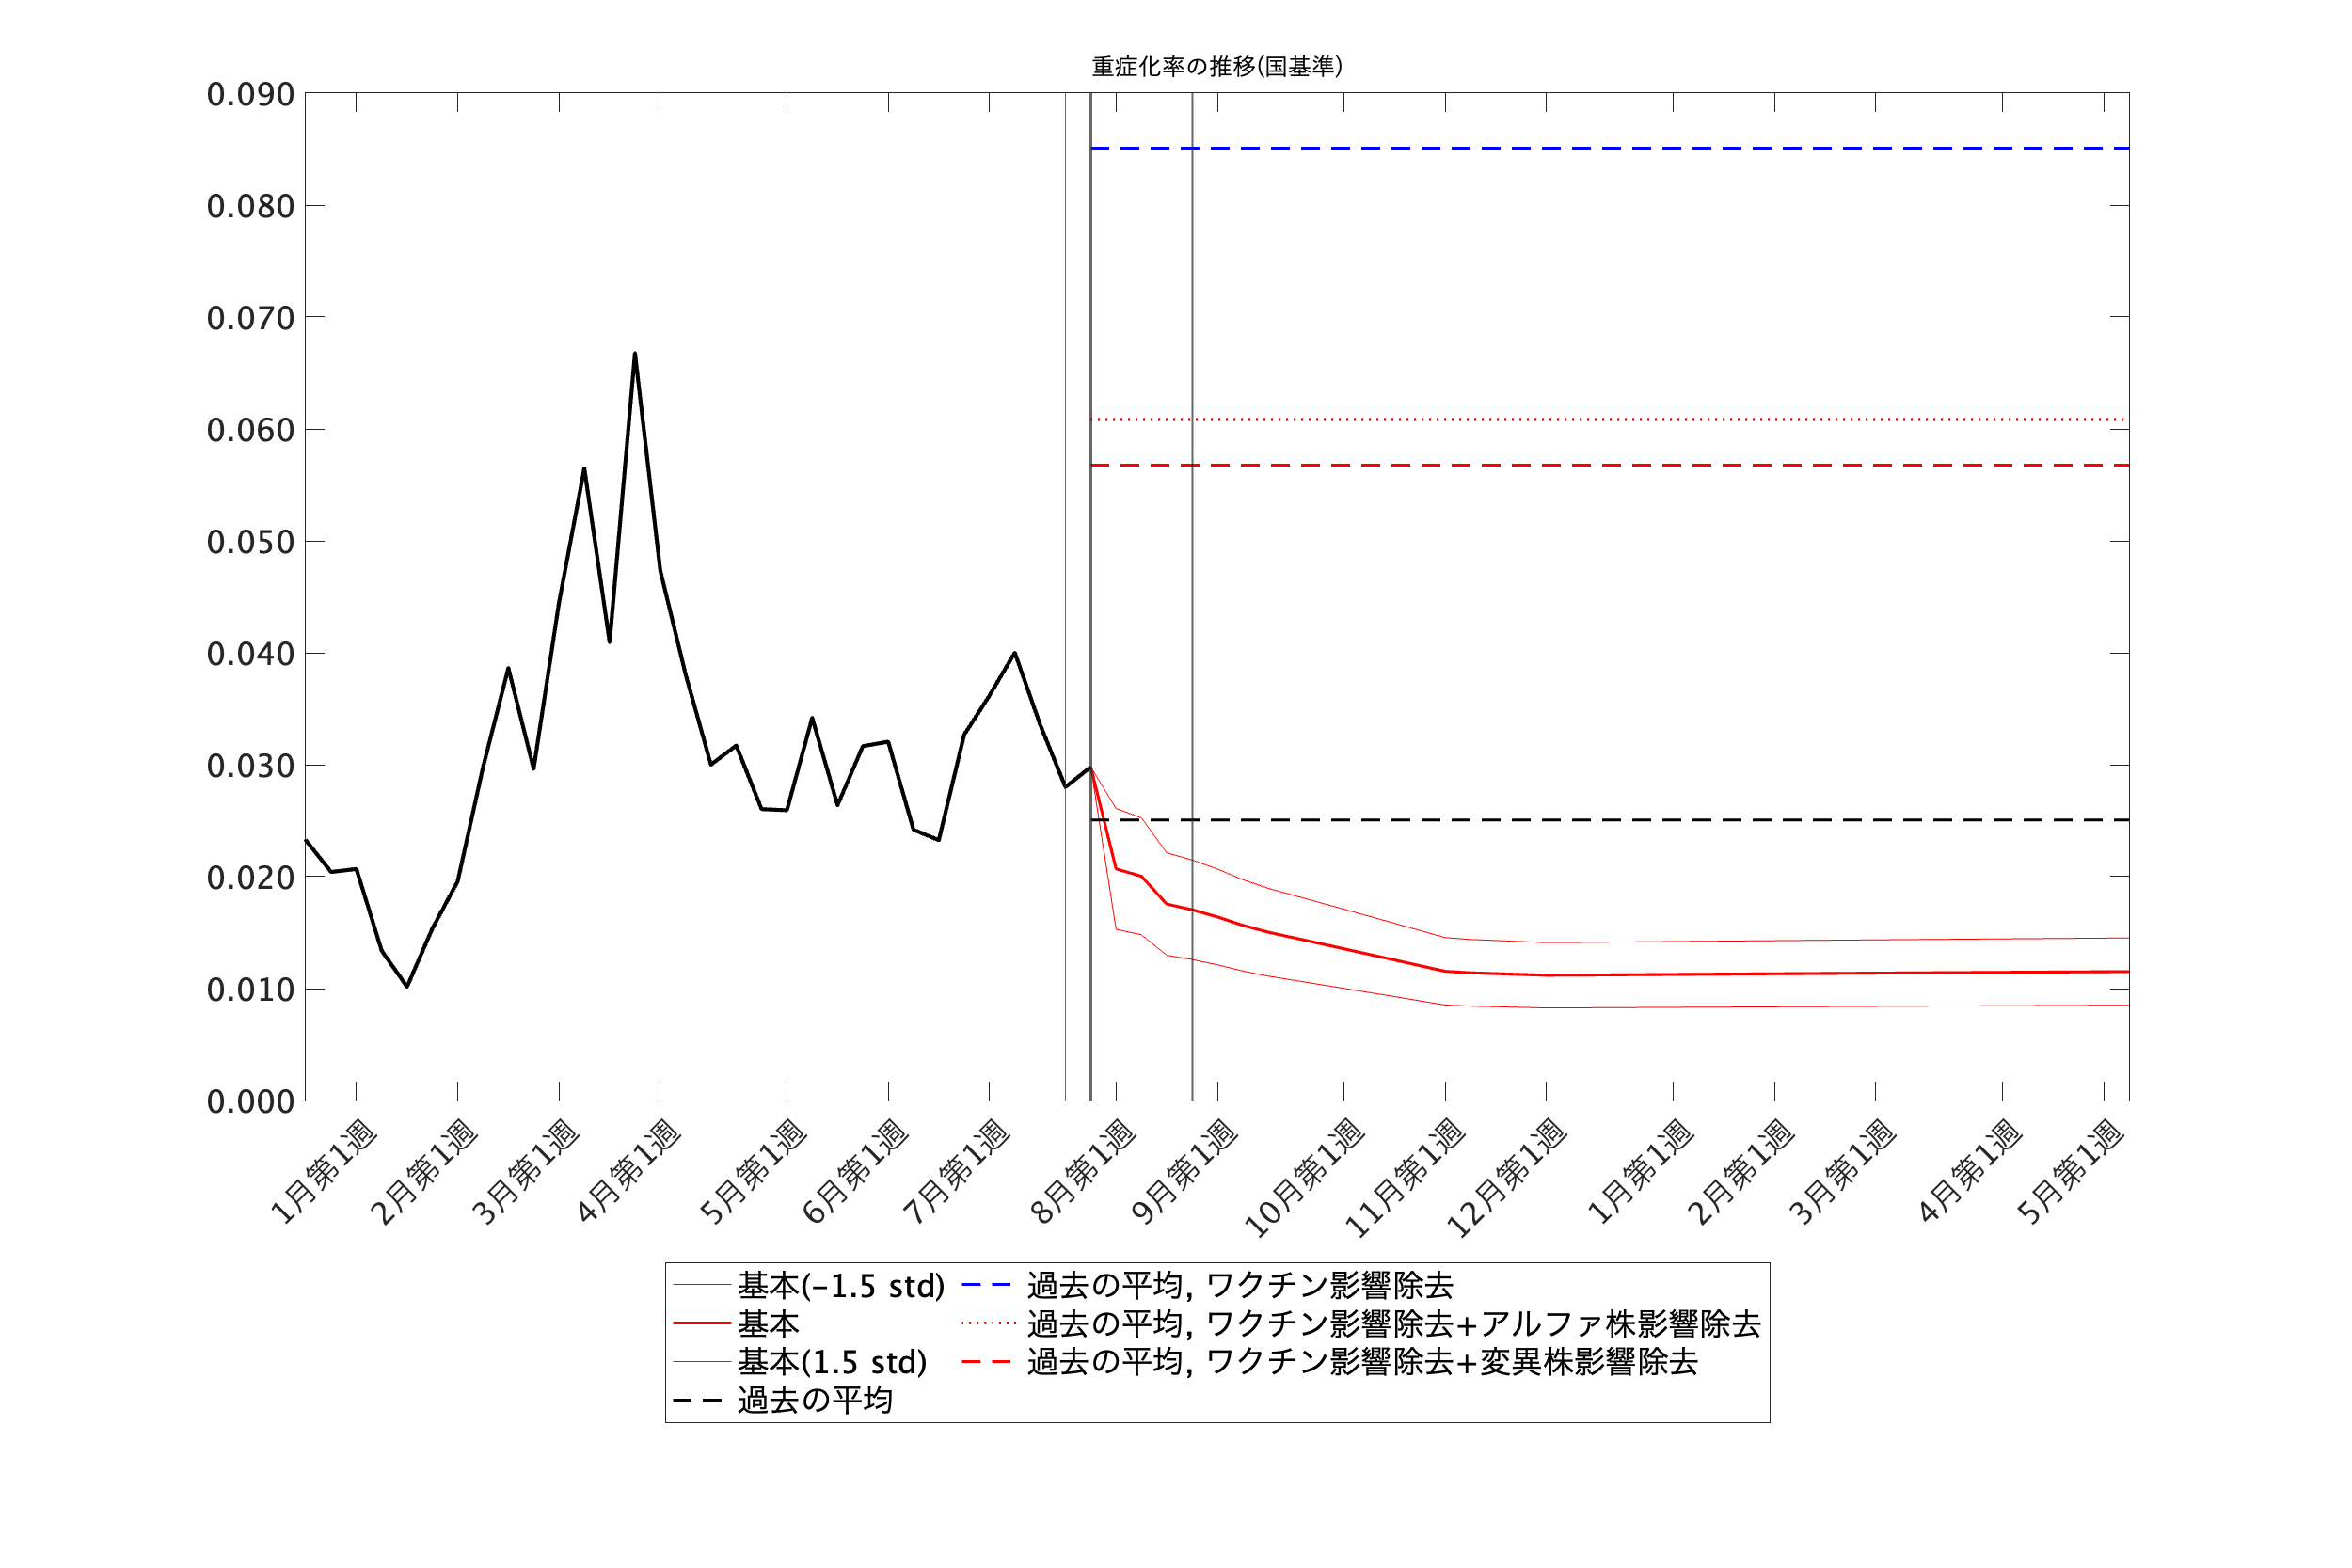 重症化率の推移(国基準)
0.090
0.080
0.070
0.060
0.050
0.040
0.030
0.020
0.010
0.000
1月第1週
2月第1週
3月第1週
4月第1週
5月第1週
6月第1週
7月第1週
8月第1週
9月第1週
10月第1週
11月第1週
12月第1週
1月第1週
2月第1週
3月第1週
4月第1週
5月第1週
基本(-1.5 std)
基本
基本(1.5 std)
過去の平均
過去の平均, ワクチン影響除去
過去の平均, ワクチン影響除去+アルファ株影響除去
過去の平均, ワクチン影響除去+変異株影響除去